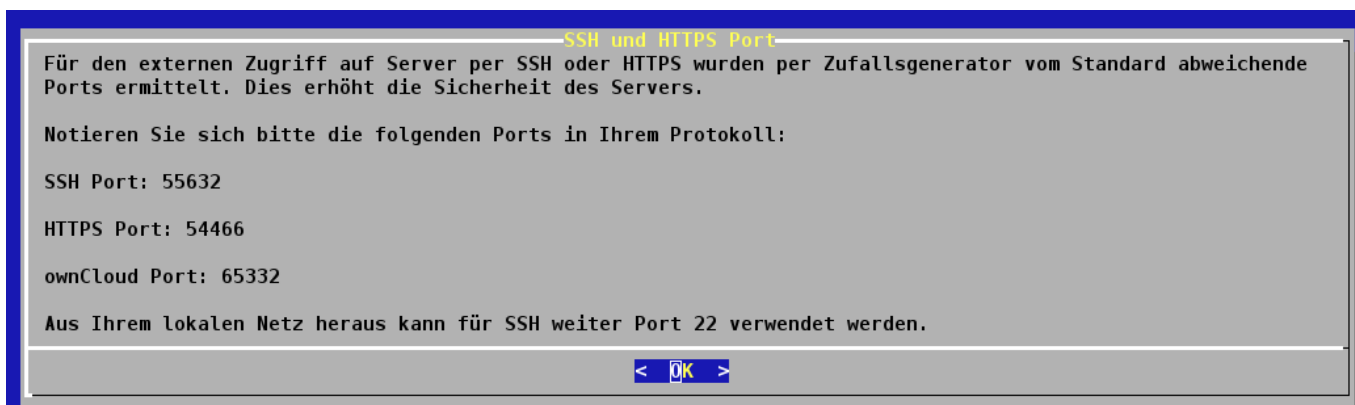 SSH und HTTPS Port
Für den externen Zugriff auf Server per SSH oder HTTPS wurden per Zufallsgenerator vom Standard abweichende
Ports ermittelt. Dies erhöht die Sicherheit des Servers.
Notieren Sie sich bitte die folgenden Ports in Ihrem Protokoll:
SSH Port: 55632
HTTPS Port: 54466
ownCloud Port: 65332
Aus Ihrem lokalen Netz heraus kann für SSH weiter Port 22 verwendet werden.
< OK >